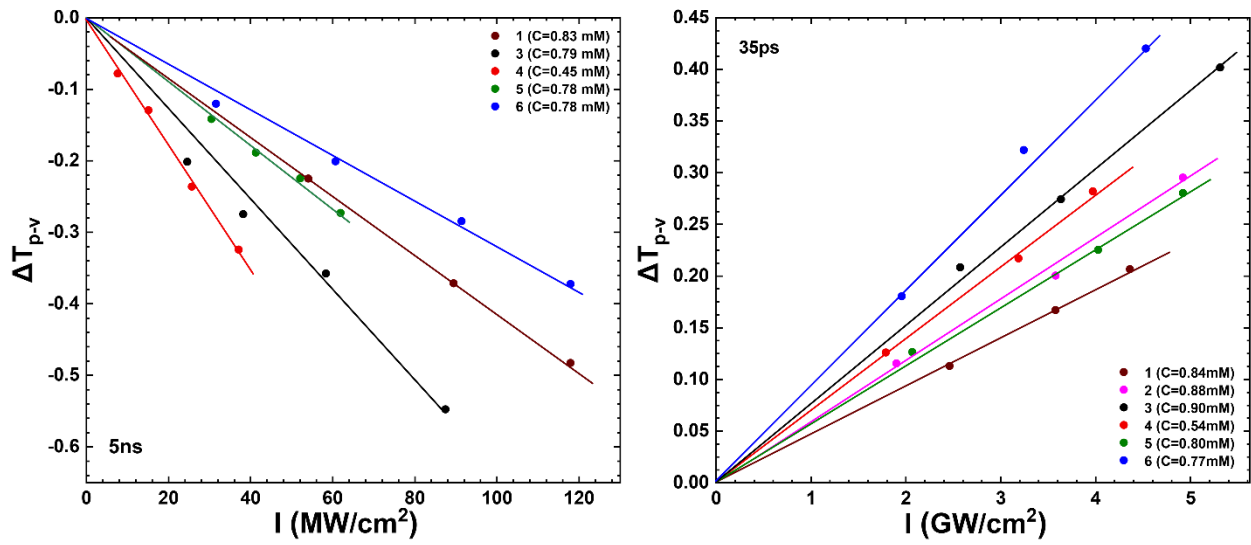 0.0
-0.1
-0.2
-0.3
-0.4
-0.5
-0.6
ΔTp-v
1 (C=0.83 mM)
3 (C=0.79 mM)
4 (C=0.45 mM)
5 (C=0.78 mM)
6 (C=0.78 mM)
5ns
0 20 40 60 80 100 120
I (MW/cm²)
0.45
0.40
0.35
0.30
0.25
0.20
0.15
0.10
0.05
0.00
ΔTp-v
35ps
1 (C=0.84mM)
2 (C=0.88mM)
3 (C=0.90mM)
4 (C=0.54mM)
5 (C=0.80mM)
6 (C=0.77mM)
0 1 2 3 4 5
I (GW/cm²)